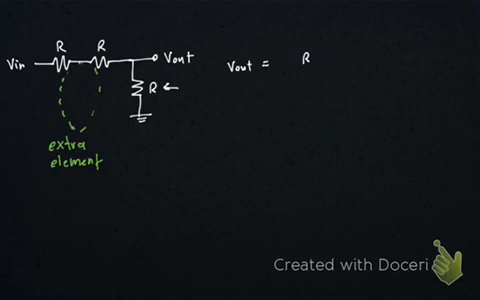 R R
Vin Vout
R ←
extra
element
Vout = R
Created with Doceri